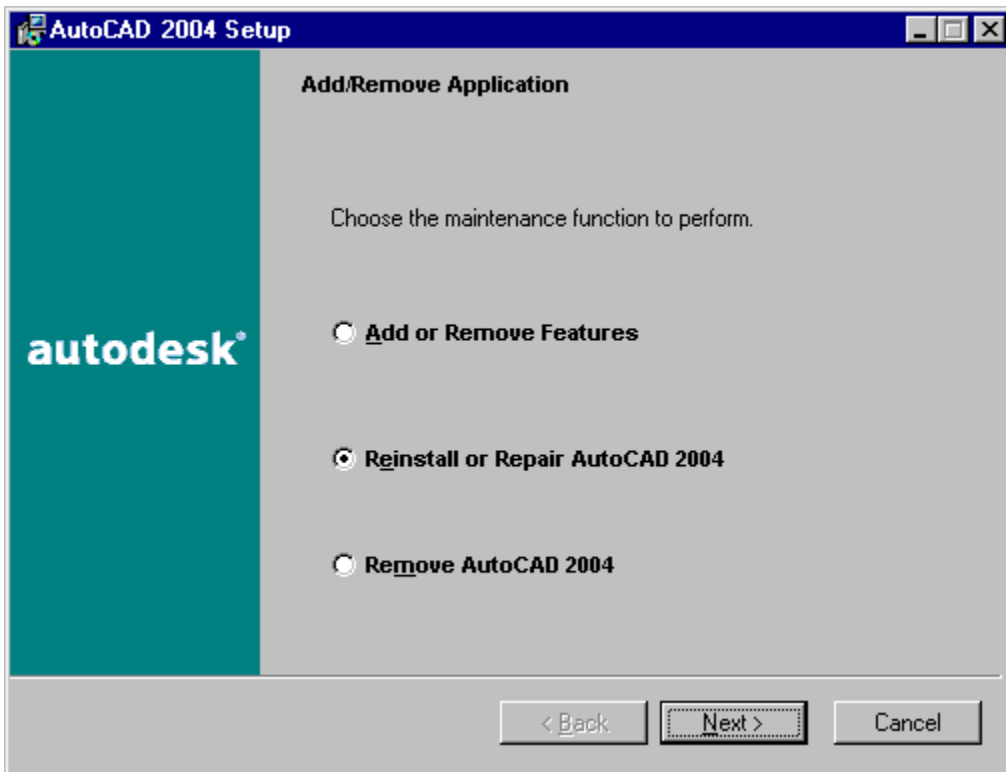 AutoCAD 2004 Setup
Add/Remove Application
Choose the maintenance function to perform.
Add or Remove Features
autodesk®
Reinstall or Repair AutoCAD 2004
Remove AutoCAD 2004
< Back
Next >
Cancel